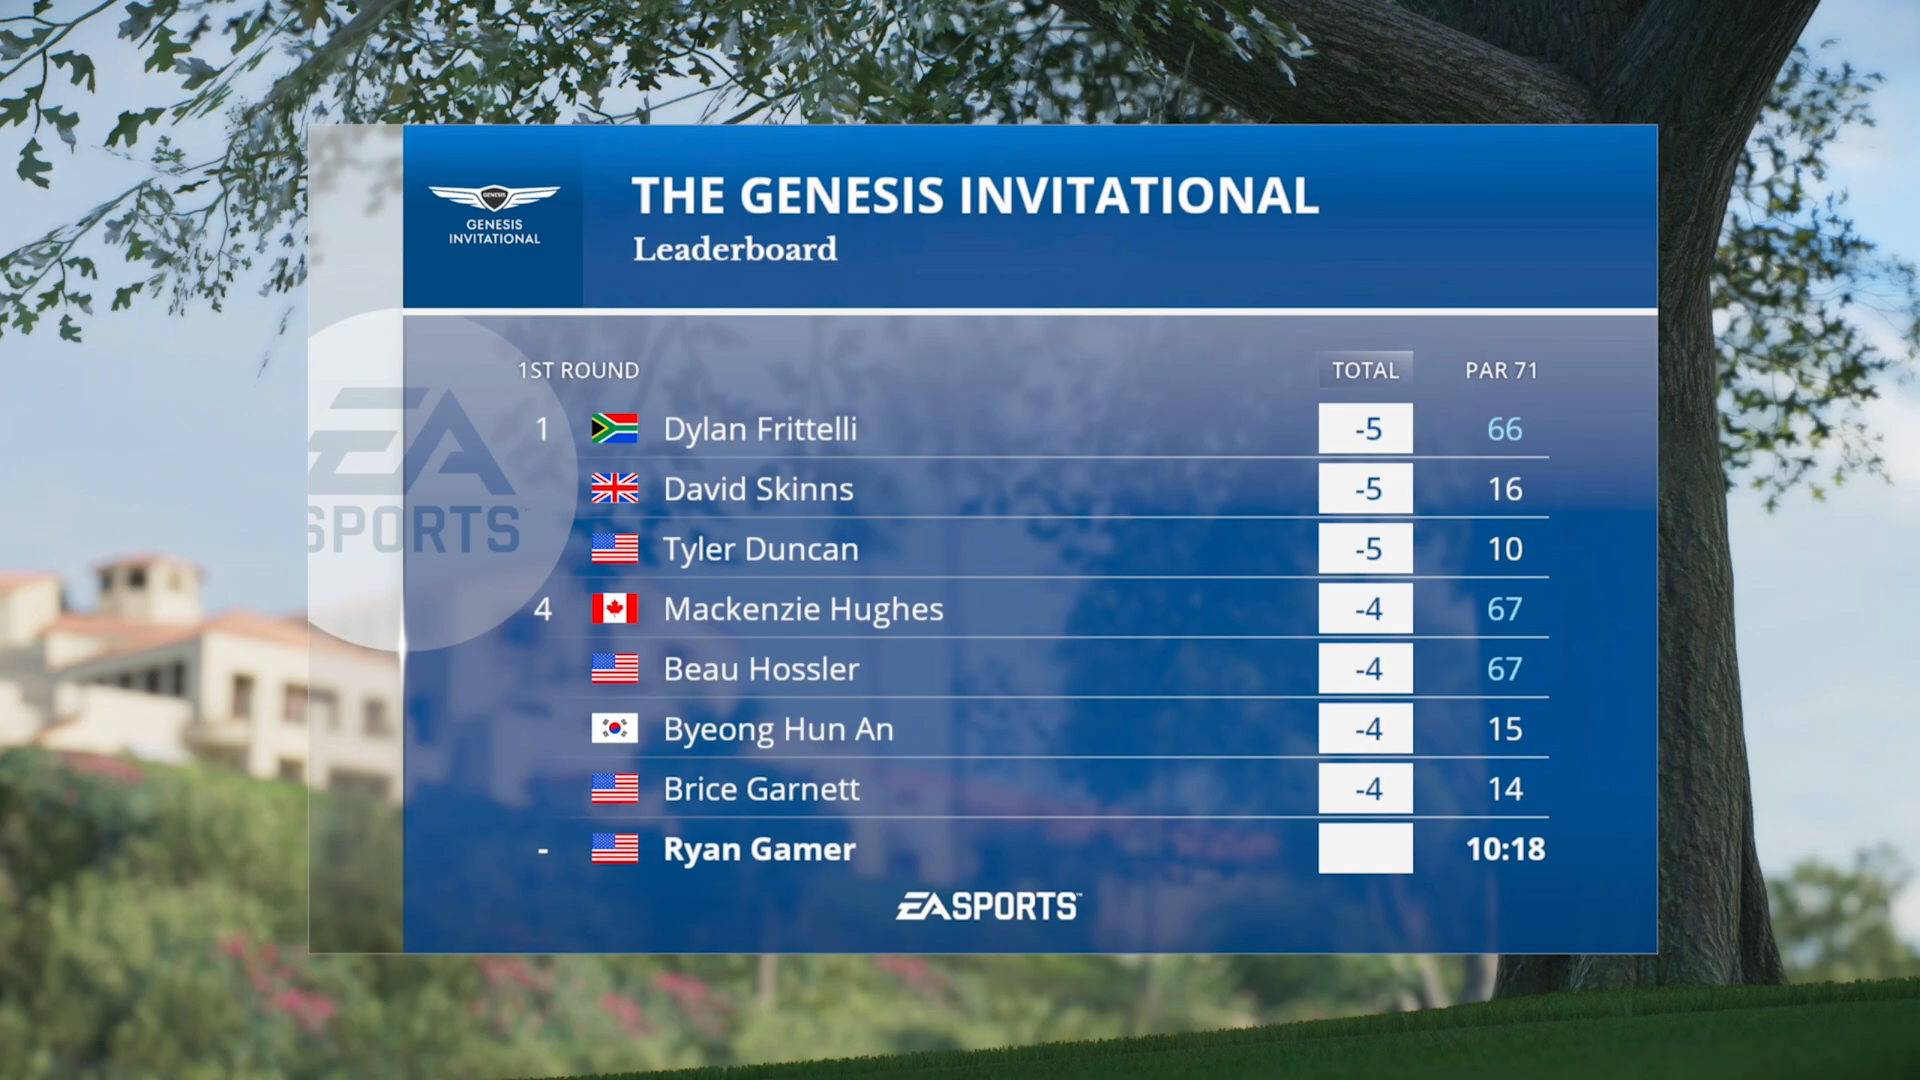 GENESIS
GENESIS
INVITATIONAL
THE GENESIS INVITATIONAL
Leaderboard
EA
SPORTS
1ST ROUND TOTAL PAR 71
1 Dylan Frittelli -5 66
David Skinns -5 16
Tyler Duncan -5 10
4 Mackenzie Hughes -4 67
Beau Hossler -4 67
Byeong Hun An -4 15
Brice Garnett -4 14
- Ryan Gamer 10:18
EA SPORTS™